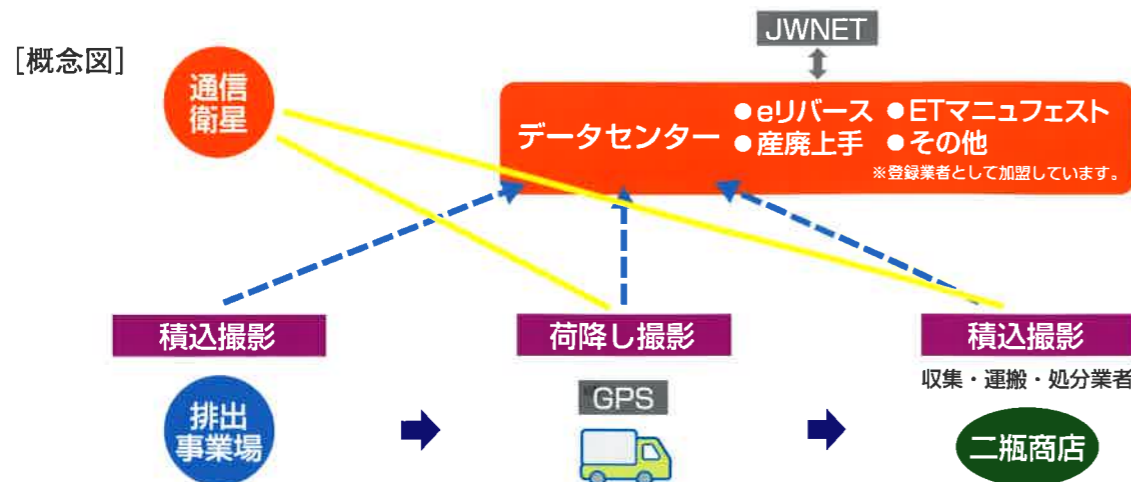 JWNET
[概念図]
通信
衛星
データセンター
●eリバース ●ETマニュフェスト
●産廃上手 ●その他
※登録業者として加盟しています。
積込撮影
荷降し撮影
積込撮影
収集・運搬・処分業者
排出
事業場
GPS
二瓶商店